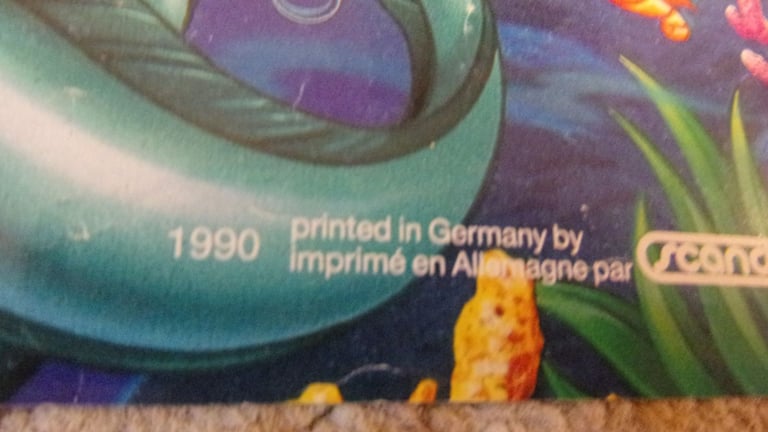 1990
printed in Germany by
imprimé en Allemagne par